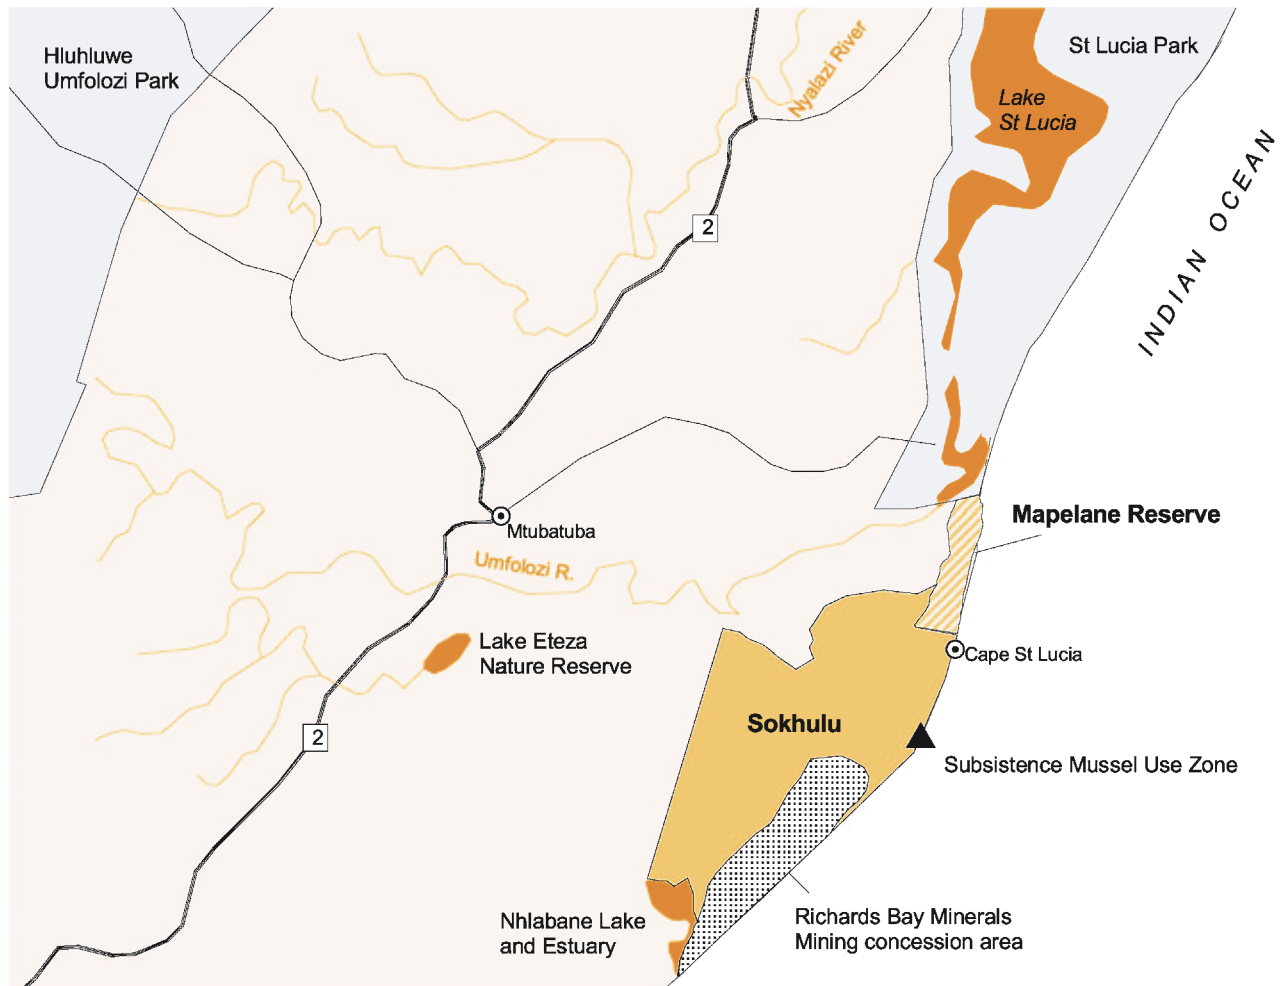 Hluhluwe
Umfolozi Park
Nyalazi River
St Lucia Park
Lake
St Lucia
INDIAN OCEAN
2
Mtubatuba
Mapelane Reserve
Umfolozi R.
Lake Eteza
Nature Reserve
Cape St Lucia
Sokhulu
2
Subsistence Mussel Use Zone
Nhlabane Lake
and Estuary
Richards Bay Minerals
Mining concession area